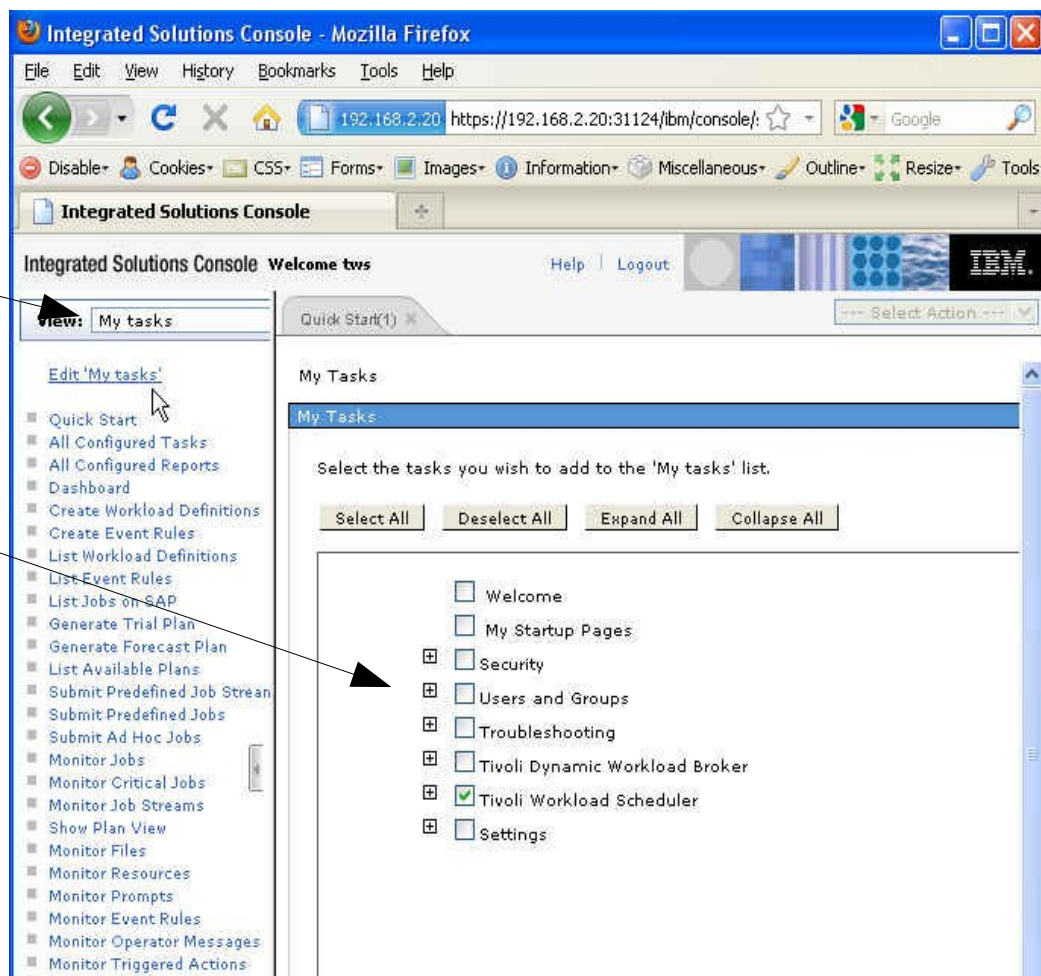 Integrated Solutions Console - Mozilla Firefox
File Edit View History Bookmarks Tools Help
192.168.2.20 https://192.168.2.20:31124/ibm/console/ Google
Disable Cookies CSS Forms Images Information Miscellaneous Outline Resize Tools
Integrated Solutions Console
Integrated Solutions Console Welcome tws Help Logout IBM.
View: My tasks
Quick Start(1)
--- Select Action ---
Edit 'My tasks'
Quick Start
All Configured Tasks
All Configured Reports
Dashboard
Create Workload Definitions
Create Event Rules
List Workload Definitions
List Event Rules
List Jobs on SAP
Generate Trial Plan
Generate Forecast Plan
List Available Plans
Submit Predefined Job Strean
Submit Predefined Jobs
Submit Ad Hoc Jobs
Monitor Jobs
Monitor Critical Jobs
Monitor Job Streams
Show Plan View
Monitor Files
Monitor Resources
Monitor Prompts
Monitor Event Rules
Monitor Operator Messages
Monitor Triggered Actions
My Tasks
My Tasks
Select the tasks you wish to add to the 'My tasks' list.
Select All Deselect All Expand All Collapse All
Welcome
My Startup Pages
Security
Users and Groups
Troubleshooting
Tivoli Dynamic Workload Broker
Tivoli Workload Scheduler
Settings